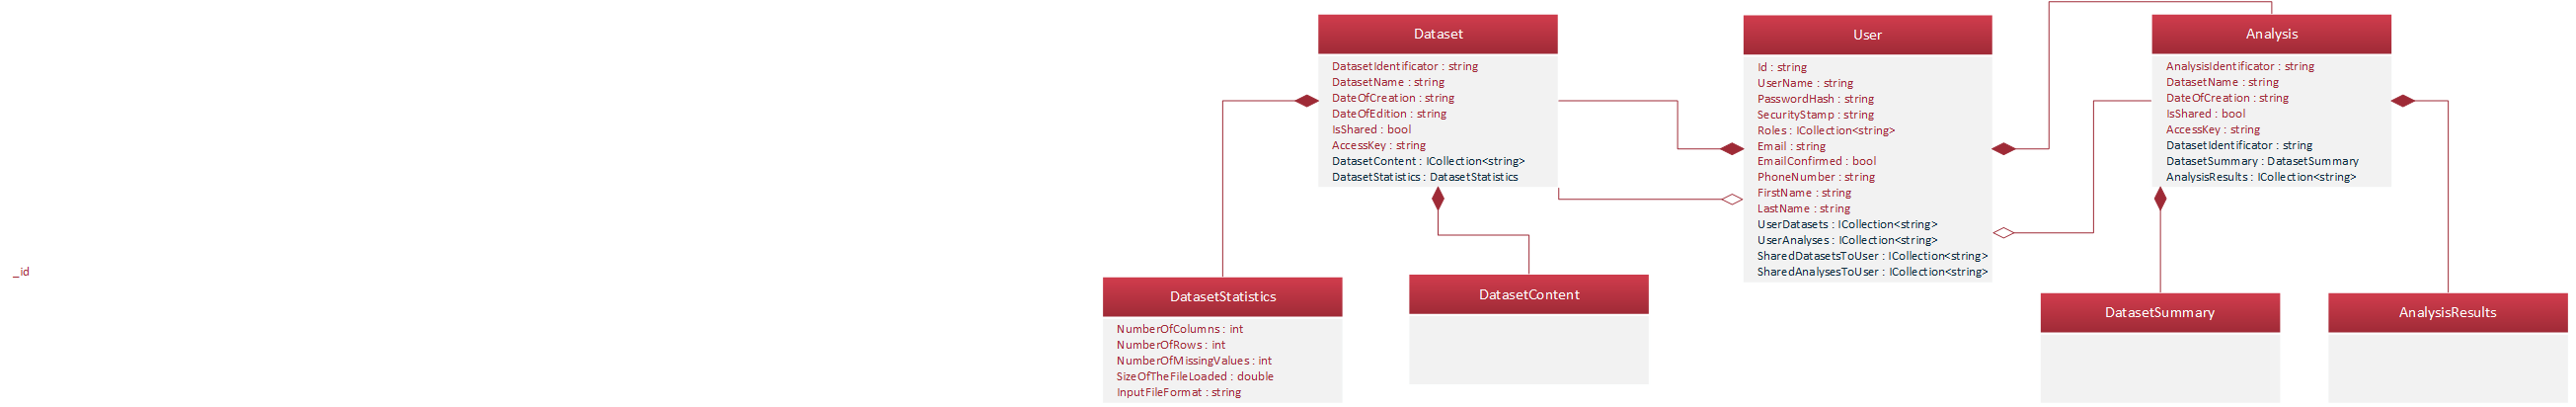 Dataset
DatasetIdentificator : string
DatasetName : string
DateOfCreation : string
DateOfEdition : string
IsShared : bool
AccessKey : string
DatasetContent : ICollection<string>
DatasetStatistics : DatasetStatistics
User
Id : string
UserName : string
PasswordHash : string
SecurityStamp : string
Roles : ICollection<string>
Email : string
EmailConfirmed : bool
PhoneNumber : string
FirstName : string
LastName : string
UserDatasets : ICollection<string>
UserAnalyses : ICollection<string>
SharedDatasetsToUser : ICollection<string>
SharedAnalysesToUser : ICollection<string>
Analysis
AnalysisIdentificator : string
DatasetName : string
DateOfCreation : string
IsShared : bool
AccessKey : string
DatasetIdentificator : string
DatasetSummary : DatasetSummary
AnalysisResults : ICollection<string>
_id
DatasetStatistics
NumberOfColumns : int
NumberOfRows : int
NumberOfMissingValues : int
SizeOfTheFileLoaded : double
InputFileFormat : string
DatasetContent
DatasetSummary
AnalysisResults